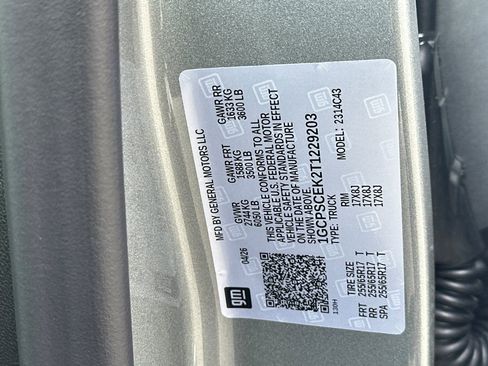 MFD BY GENERAL MOTORS LLC
04/26 GVWR GAWR FRT GAWR RR
2744 KG 1588 KG 1633 KG
6050 LB 3500 LB 3600 LB
THIS VEHICLE CONFORMS TO ALL
APPLICABLE U.S. FEDERAL MOTOR
VEHICLE SAFETY STANDARDS IN EFFECT
ON THE DATE OF MANUFACTURE
SHOWN ABOVE.
1GCPSCEK2T1229203
TYPE: TRUCK MODEL: 2314C43
gm
130H
TIRE SIZE RIM
FRT 255/65R17 T 17X8J
RR 255/65R17 T 17X8J
SPA 255/65R17 T 17X8J